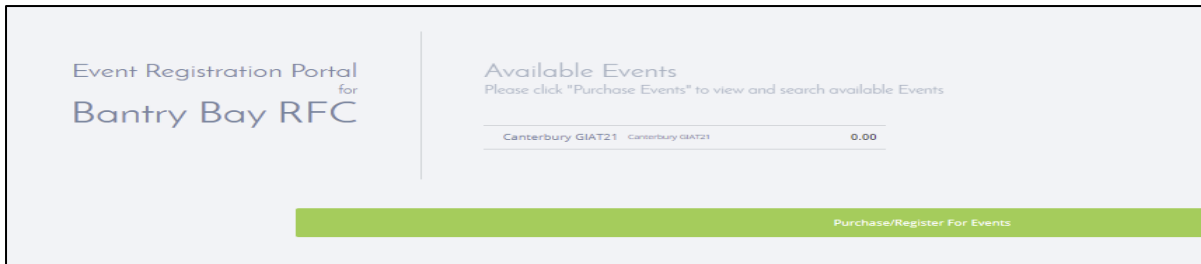 Event Registration Portal
for
Bantry Bay RFC
Available Events
Please click "Purchase Events" to view and search available Events
Canterbury GIAT21 Canterbury GIAT21 0.00
Purchase/Register For Events